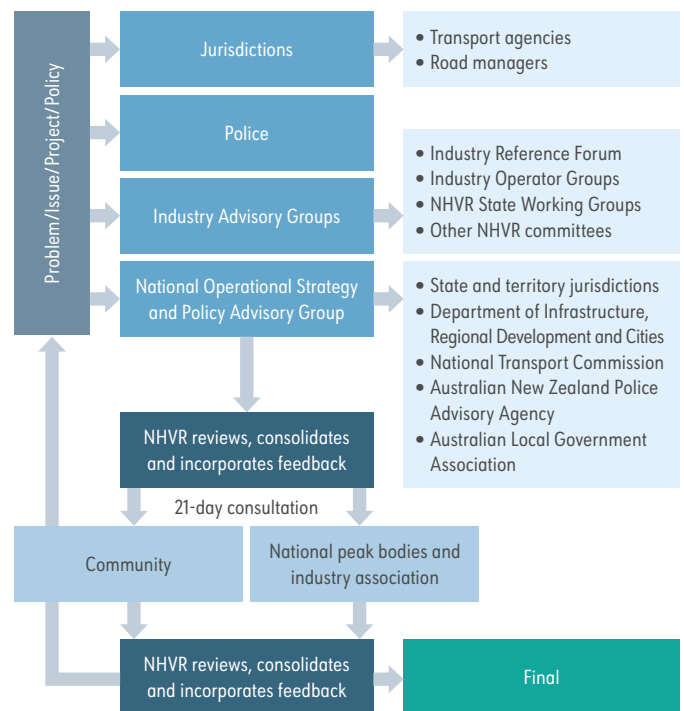 Problem/Issue/Project/Policy
Jurisdictions
• Transport agencies
• Road managers
Police
Industry Advisory Groups
• Industry Reference Forum
• Industry Operator Groups
• NHVR State Working Groups
• Other NHVR committees
National Operational Strategy
and Policy Advisory Group
• State and territory jurisdictions
• Department of Infrastructure,
Regional Development and Cities
• National Transport Commission
• Australian New Zealand Police
Advisory Agency
• Australian Local Government
Association
NHVR reviews, consolidates
and incorporates feedback
21-day consultation
Community
National peak bodies and
industry association
NHVR reviews, consolidates
and incorporates feedback
Final